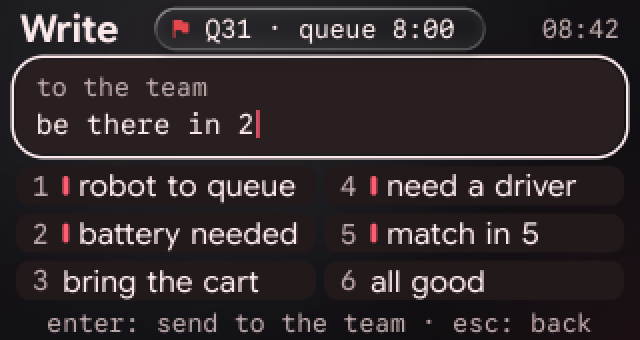 Write
Q31 · queue 8:00
08:42
to the team
be there in 2
1 robot to queue
2 battery needed
3 bring the cart
4 need a driver
5 match in 5
6 all good
enter: send to the team · esc: back